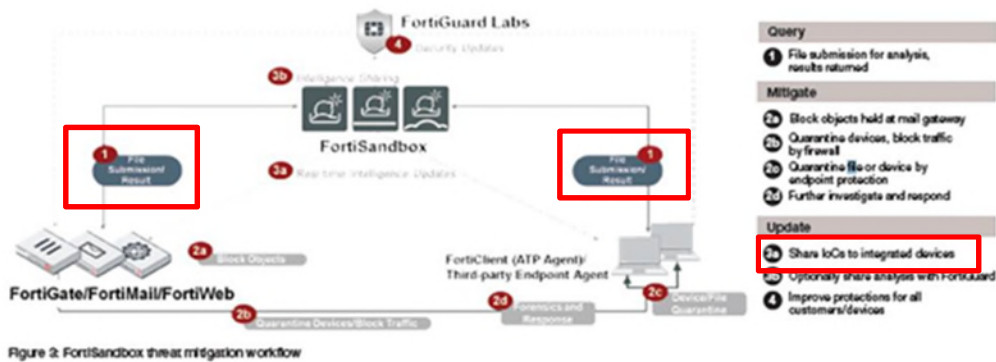 FortiGuard Labs
4 Security Updates
3b Intelligence Sharing
FortiSandbox
1
File
Submission/
Result
1
File
Submission/
Result
3a Real time Intelligence Updates
2a Block Objects
FortiClient (ATP Agent)/
Third-party Endpoint Agent
FortiGate/FortiMail/FortiWeb
2b Quarantine Devices/Block Traffic
2d Forensics and
Response
2c Device/File
Quarantine
Figure 3: FortiSandbox threat mitigation workflow
Query
1 File submission for analysis,
results returned
Mitigate
2a Block objects held at mail gateway
2b Quarantine devices, block traffic
by firewall
2c Quarantine file or device by
endpoint protection
2d Further investigate and respond
Update
3a Share IoCs to integrated devices
3b Optionally share analysis with FortiGuard
4 Improve protections for all
customers/devices